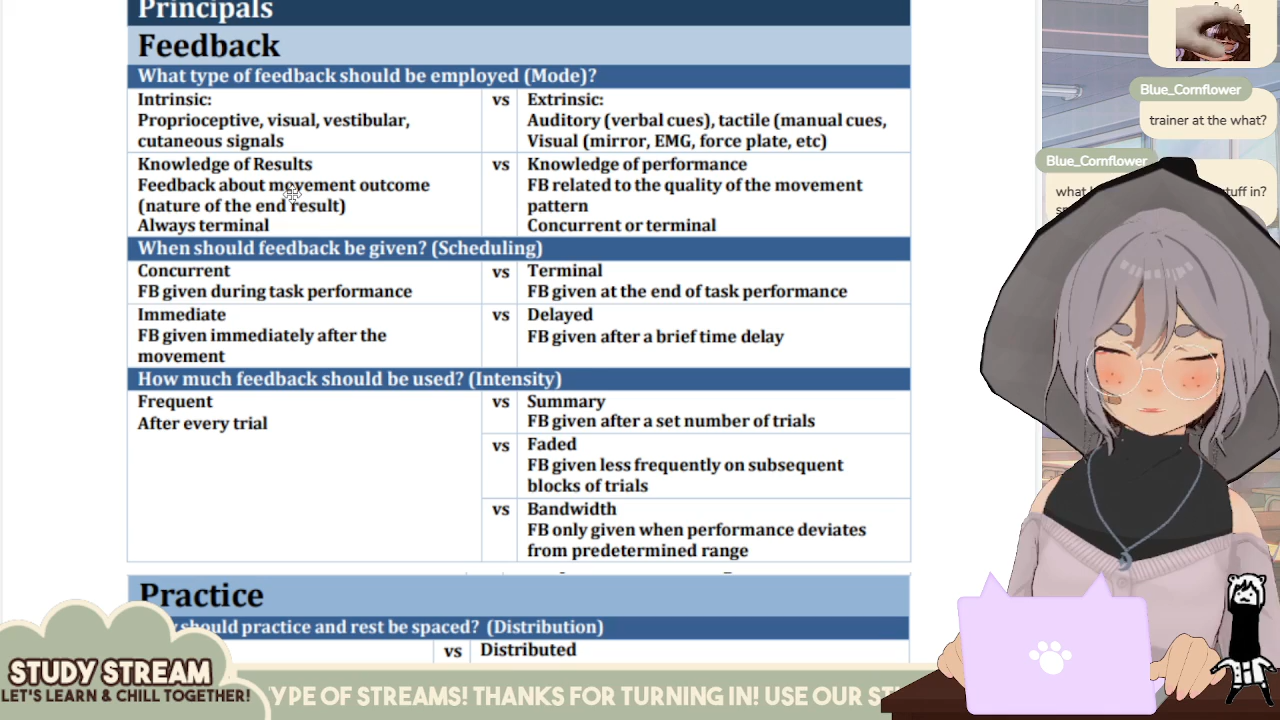 Principals
Feedback
What type of feedback should be employed (Mode)?
Intrinsic:
Proprioceptive, visual, vestibular,
cutaneous signals
vs
Extrinsic:
Auditory (verbal cues), tactile (manual cues,
Visual (mirror, EMG, force plate, etc)
Knowledge of Results
Feedback about movement outcome
(nature of the end result)
Always terminal
vs
Knowledge of performance
FB related to the quality of the movement
pattern
Concurrent or terminal
When should feedback be given? (Scheduling)
Concurrent
FB given during task performance
vs
Terminal
FB given at the end of task performance
Immediate
FB given immediately after the
movement
vs
Delayed
FB given after a brief time delay
How much feedback should be used? (Intensity)
Frequent
After every trial
vs
Summary
FB given after a set number of trials
vs
Faded
FB given less frequently on subsequent
blocks of trials
vs
Bandwidth
FB only given when performance deviates
from predetermined range
Practice
should practice and rest be spaced? (Distribution)
vs
Distributed
Blue_Cornflower
trainer at the what?
Blue_Cornflower
what
stuff in?
STUDY STREAM
LET'S LEARN & CHILL TOGETHER!
YPE OF STREAMS! THANKS FOR TURNING IN! USE OUR ST